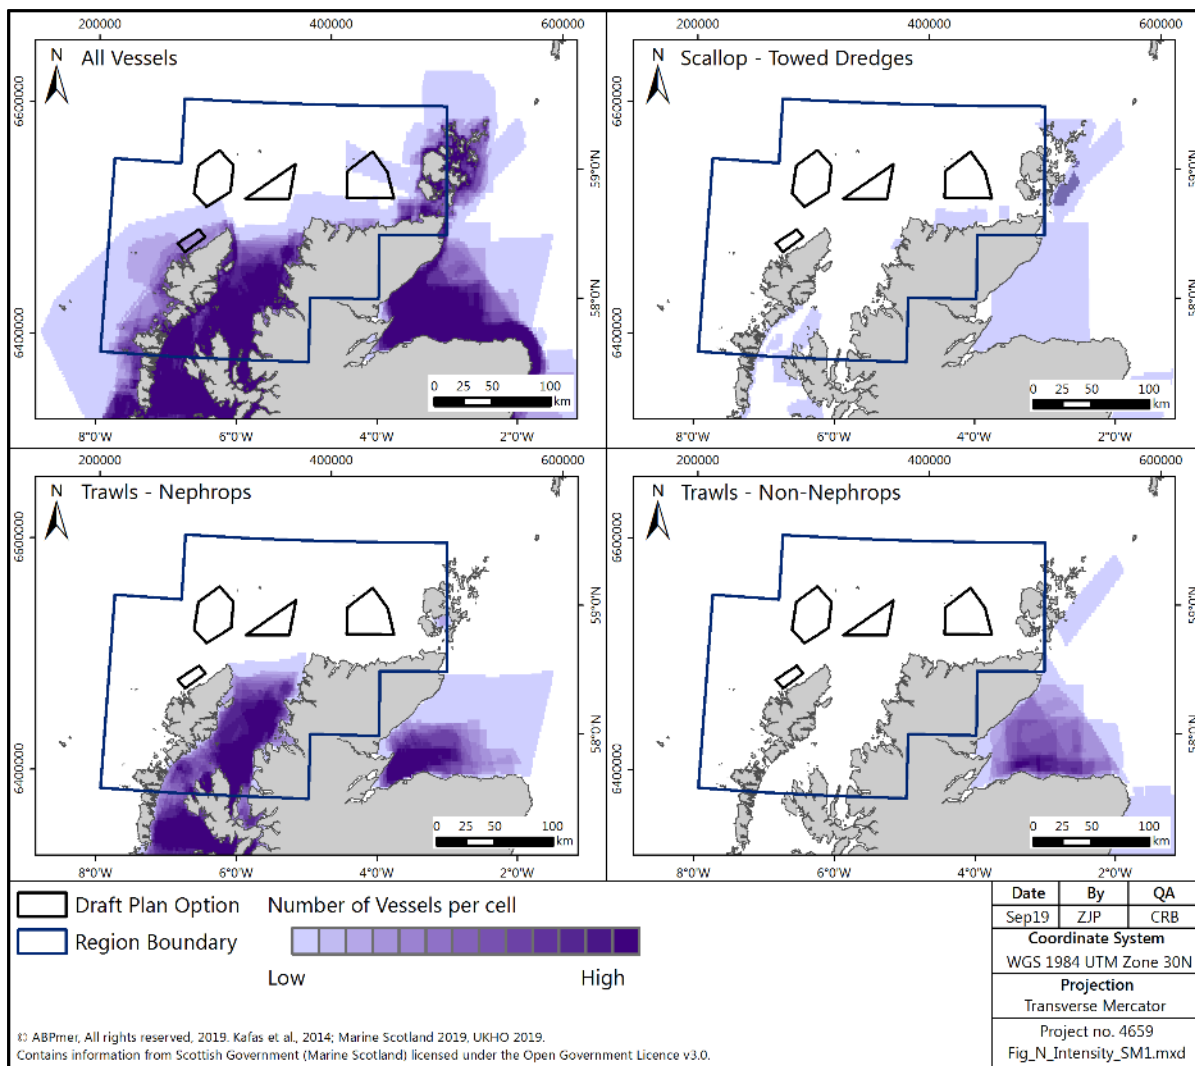 200000 400000 600000
N
All Vessels
6600000
6400000
59°0'N
58°0'N
0 25 50 100
km
8°0'W 6°0'W 4°0'W 2°0'W
200000 400000 600000
N
Scallop - Towed Dredges
6600000
6400000
59°0'N
58°0'N
0 25 50 100
km
8°0'W 6°0'W 4°0'W 2°0'W
200000 400000 600000
N
Trawls - Nephrops
6600000
6400000
59°0'N
58°0'N
0 25 50 100
km
8°0'W 6°0'W 4°0'W 2°0'W
200000 400000 600000
N
Trawls - Non-Nephrops
6600000
6400000
59°0'N
58°0'N
0 25 50 100
km
8°0'W 6°0'W 4°0'W 2°0'W
Draft Plan Option
Region Boundary
Number of Vessels per cell
Low High
Date By QA
Sep19 ZJP CRB
Coordinate System
WGS 1984 UTM Zone 30N
Projection
Transverse Mercator
Project no. 4659
Fig_N_Intensity_SM1.mxd
© ABPmer, All rights reserved, 2019. Kafas et al., 2014; Marine Scotland 2019, UKHO 2019.
Contains information from Scottish Government (Marine Scotland) licensed under the Open Government Licence v3.0.